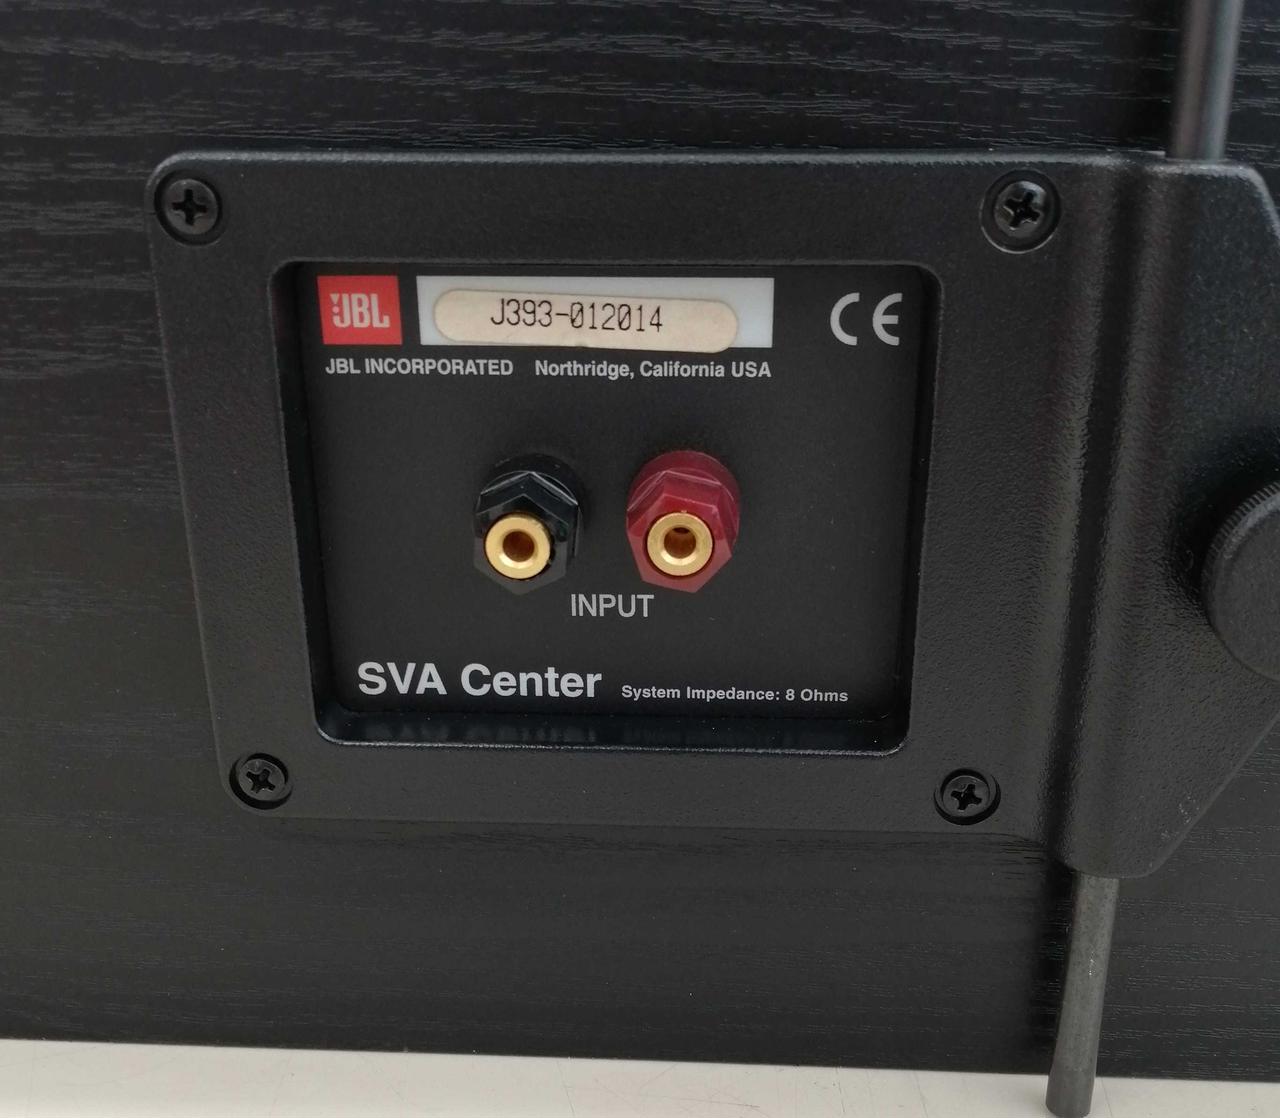 JBL
J393-012014
CE
JBL INCORPORATED Northridge, California USA
INPUT
SVA Center System Impedance: 8 Ohms